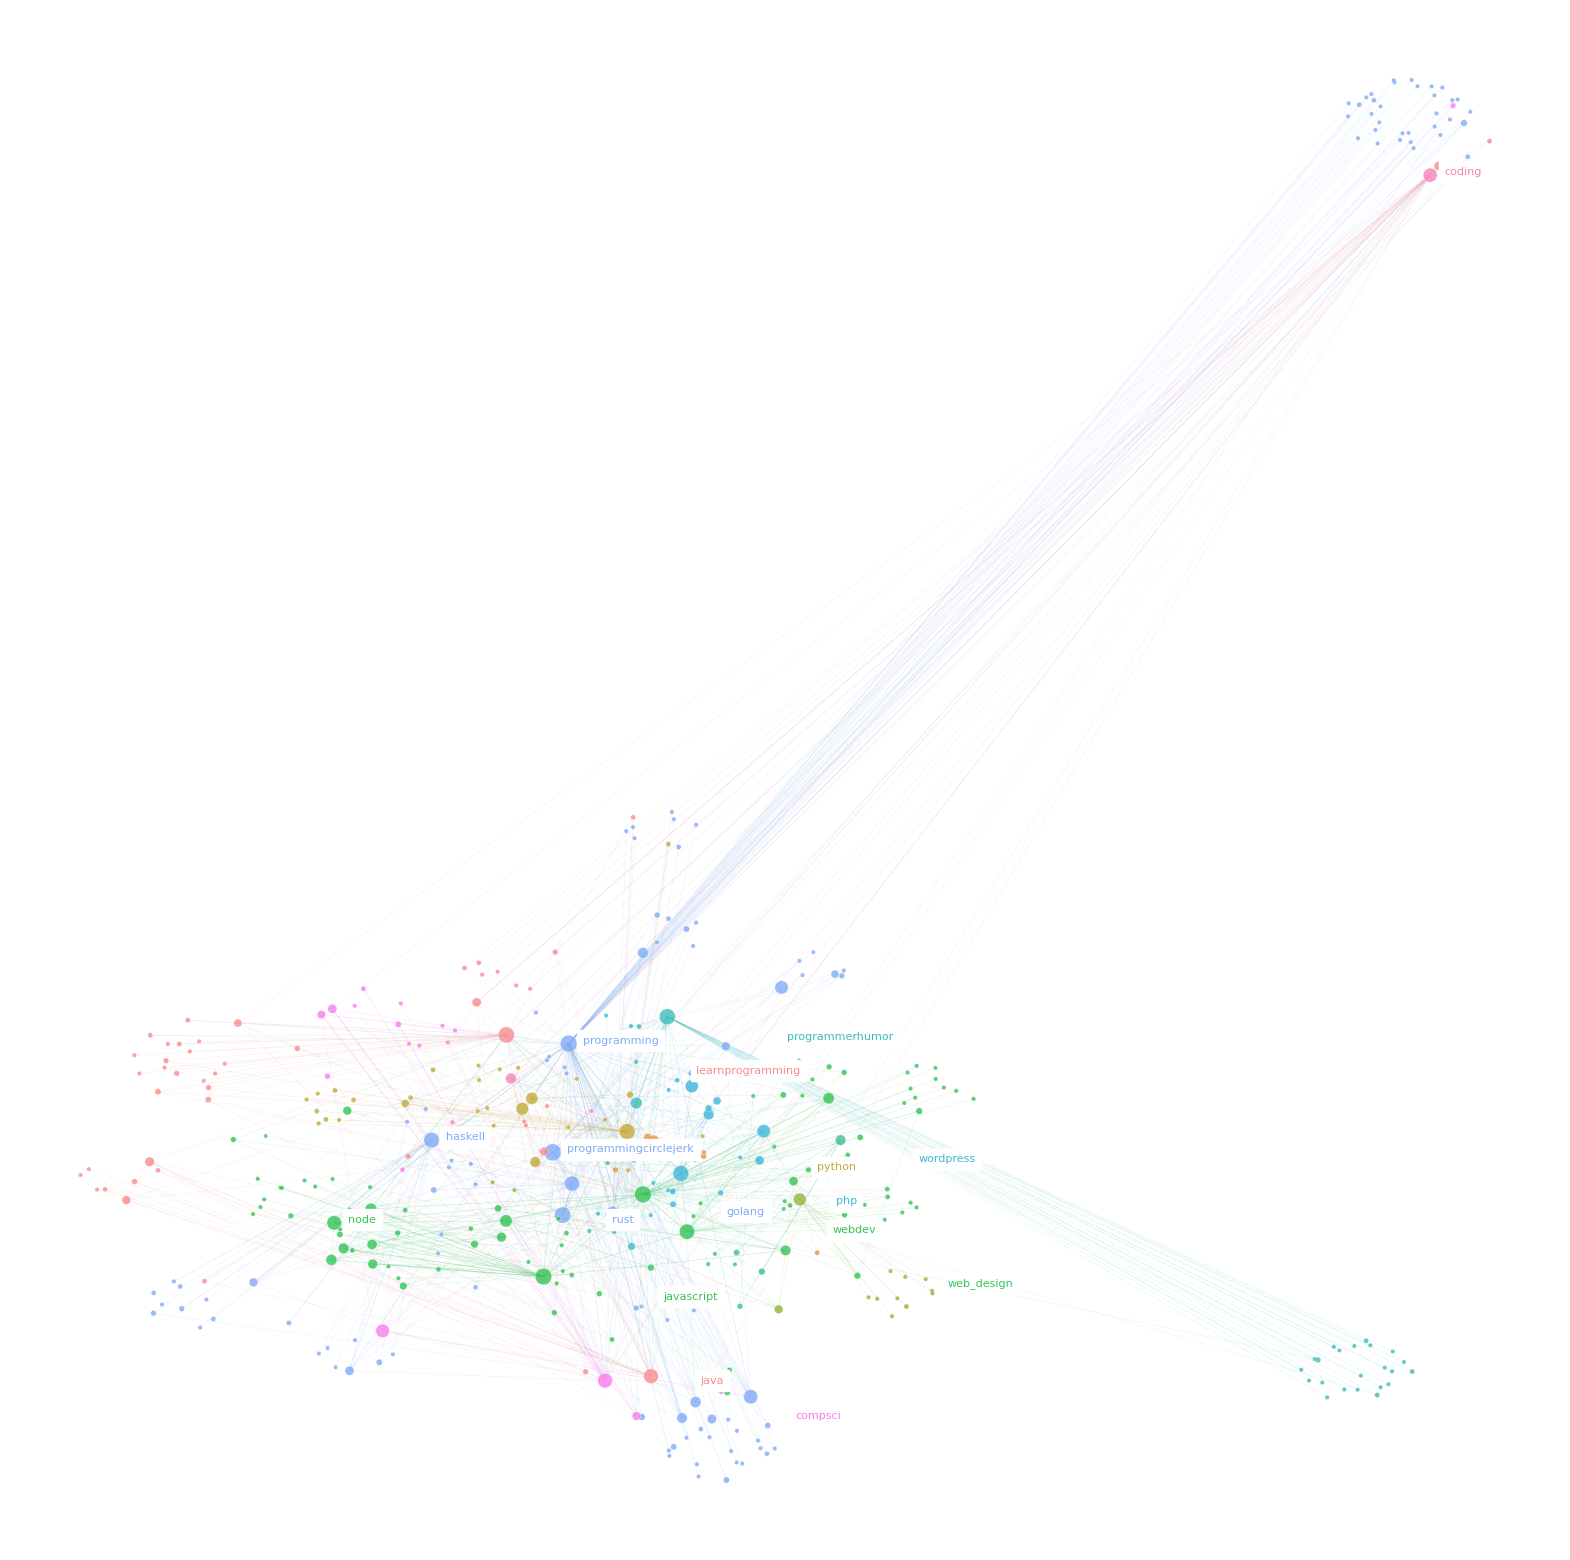 coding
programmerhumor
programming
learnprogramming
haskell
programmingcirclejerk
wordpress
python
php
golang
node
rust
webdev
web_design
javascript
java
compsci